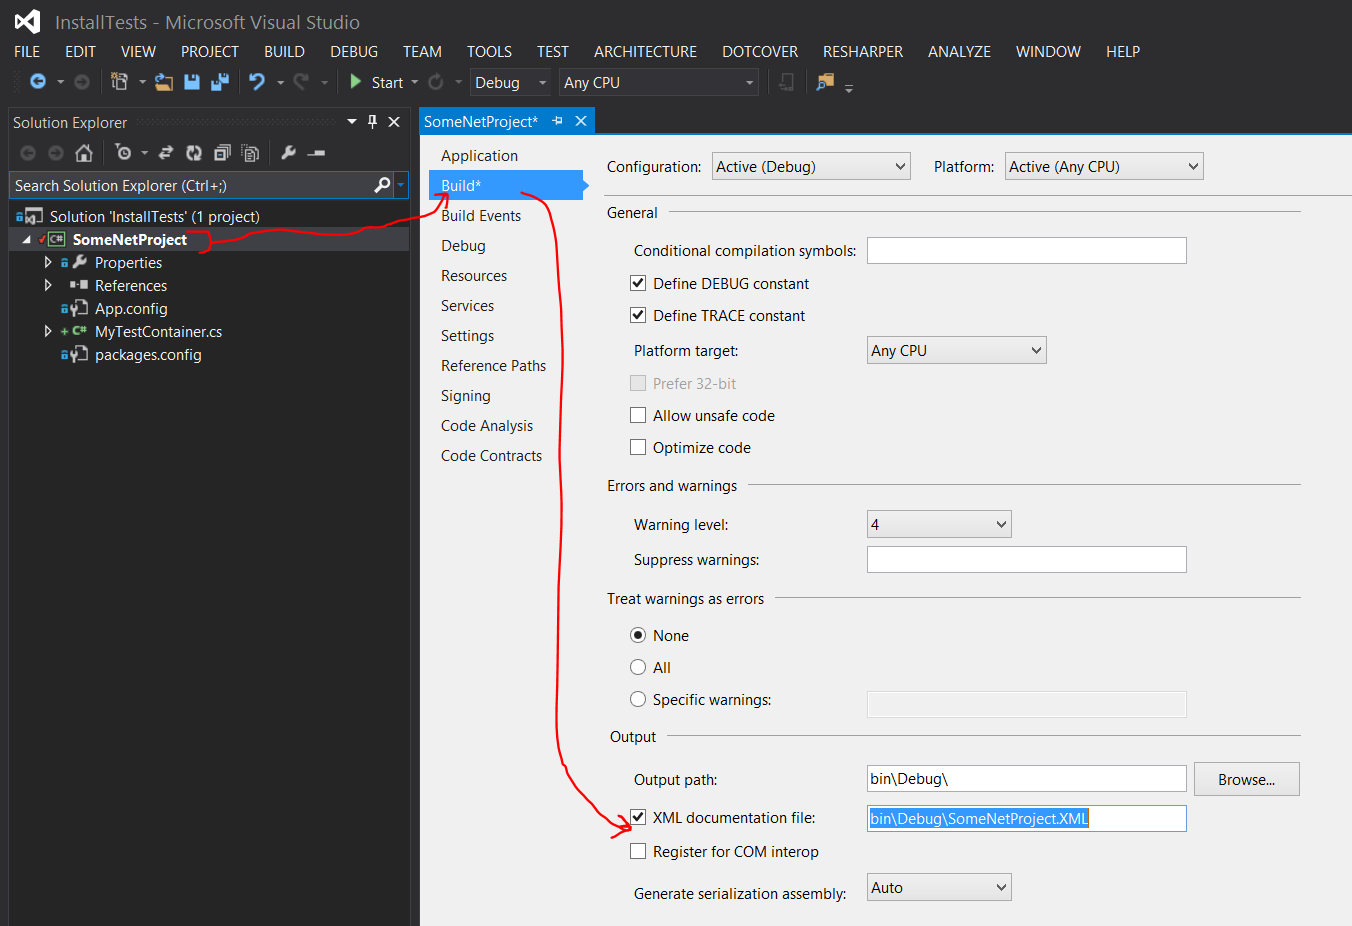 InstallTests - Microsoft Visual Studio
FILE EDIT VIEW PROJECT BUILD DEBUG TEAM TOOLS TEST ARCHITECTURE DOTCOVER RESHARPER ANALYZE WINDOW HELP
Start Debug Any CPU
Solution Explorer
Search Solution Explorer (Ctrl+;)
Solution 'InstallTests' (1 project)
C# SomeNetProject
Properties
References
App.config
C# MyTestContainer.cs
packages.config
SomeNetProject*
Application
Build*
Build Events
Debug
Resources
Services
Settings
Reference Paths
Signing
Code Analysis
Code Contracts
Configuration: Active (Debug) Platform: Active (Any CPU)
General
Conditional compilation symbols:
Define DEBUG constant
Define TRACE constant
Platform target: Any CPU
Prefer 32-bit
Allow unsafe code
Optimize code
Errors and warnings
Warning level: 4
Suppress warnings:
Treat warnings as errors
None
All
Specific warnings:
Output
Output path: bin\Debug\ Browse...
XML documentation file: bin\Debug\SomeNetProject.XML
Register for COM interop
Generate serialization assembly: Auto